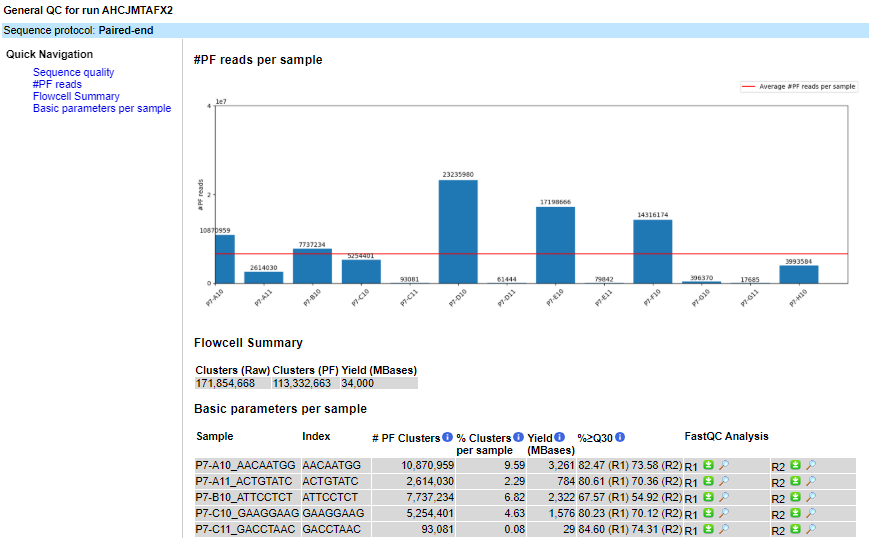 General QC for run AHCJMTAFX2
Sequence protocol: Paired-end
Quick Navigation
Sequence quality
#PF reads
Flowcell Summary
Basic parameters per sample
#PF reads per sample
Average #PF reads per sample
1e7
4
2
0
#PF reads
10870959
2614030
7737234
5254401
93081
23235980
61444
17198666
79842
14316174
396370
17685
3993584
P7-A10
P7-A11
P7-B10
P7-C10
P7-C11
P7-D10
P7-D11
P7-E10
P7-E11
P7-F10
P7-G10
P7-G11
P7-H10
Flowcell Summary
Clusters (Raw) Clusters (PF) Yield (MBases)
171,854,668 113,332,663 34,000
Basic parameters per sample
Sample Index # PF Clusters % Clusters per sample Yield (MBases) %≥Q30 FastQC Analysis
P7-A10_AACAATGG AACAATGG 10,870,959 9.59 3,261 82.47 (R1) 73.58 (R2) R1 R2
P7-A11_ACTGTATC ACTGTATC 2,614,030 2.29 784 80.61 (R1) 70.36 (R2) R1 R2
P7-B10_ATTCCTCT ATTCCTCT 7,737,234 6.82 2,322 67.57 (R1) 54.92 (R2) R1 R2
P7-C10_GAAGGAAG GAAGGAAG 5,254,401 4.63 1,576 80.23 (R1) 70.12 (R2) R1 R2
P7-C11_GACCTAAC GACCTAAC 93,081 0.08 29 84.60 (R1) 74.31 (R2) R1 R2